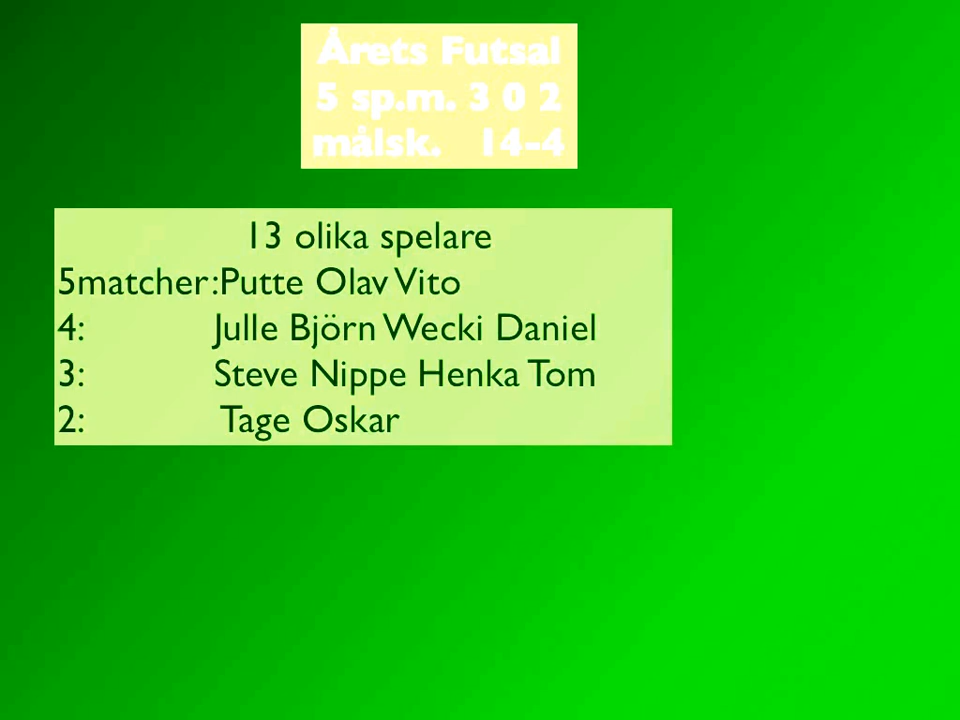 Årets Futsal
5 sp.m. 3 0 2
målsk. 14-4
13 olika spelare
5matcher:Putte Olav Vito
4: Julle Björn Wecki Daniel
3: Steve Nippe Henka Tom
2: Tage Oskar